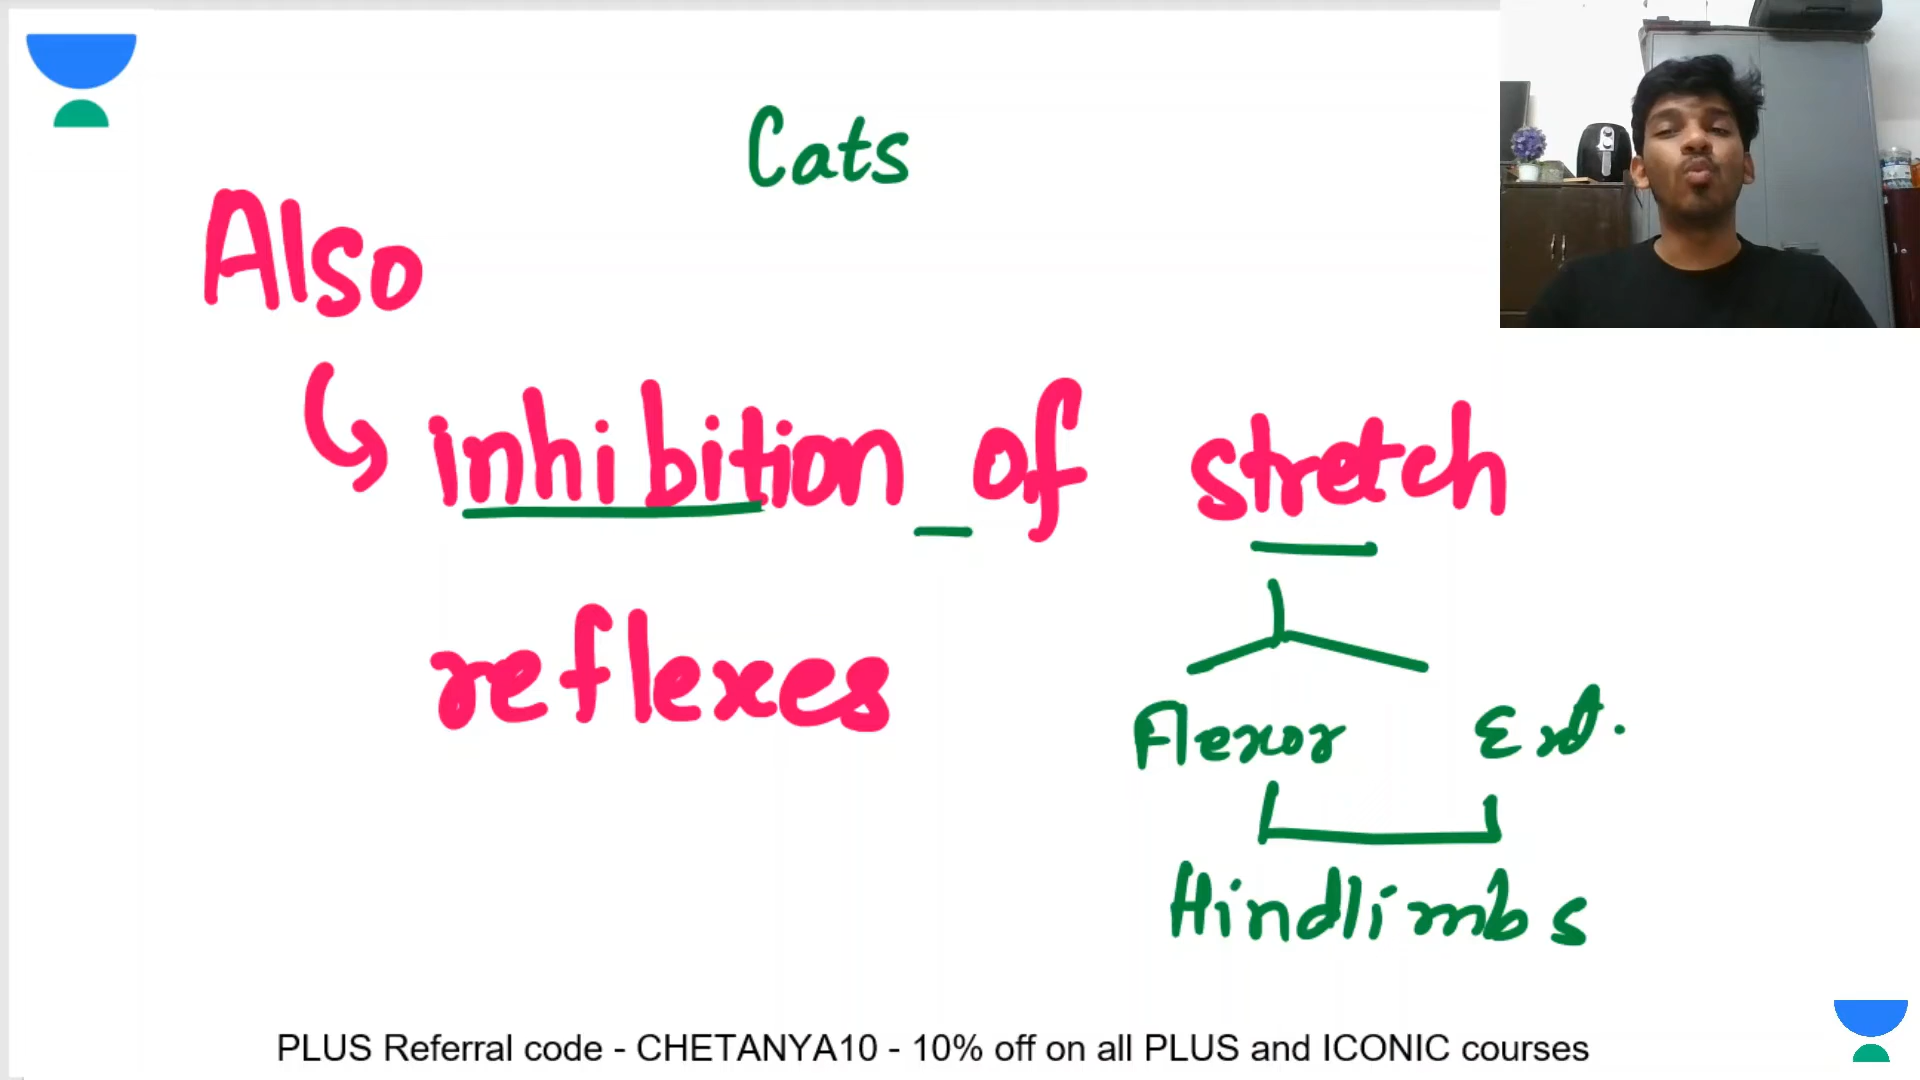 Cats
Also
inhibition of stretch
reflexes
Flexor Ext.
Hindlimbs
PLUS Referral code - CHETANYA10 - 10% off on all PLUS and ICONIC courses